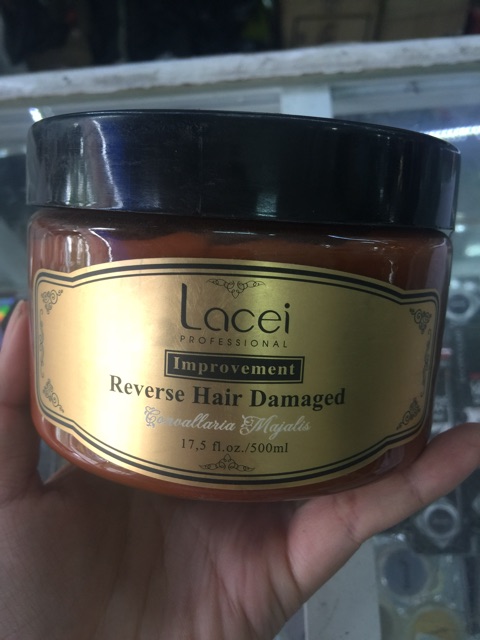 Lacei
PROFESSIONAL
Improvement
Reverse Hair Damaged
Convallaria Majalis
17,5 fl.oz./500ml